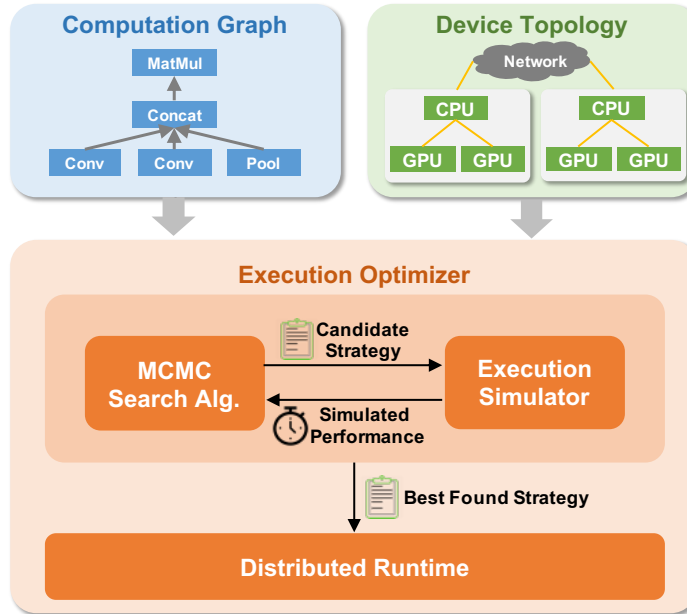 Computation Graph
MatMul
Concat
Conv
Conv
Pool
Device Topology
Network
CPU
GPU
GPU
CPU
GPU
GPU
Execution Optimizer
MCMC
Search Alg.
Candidate
Strategy
Execution
Simulator
Simulated
Performance
Best Found Strategy
Distributed Runtime